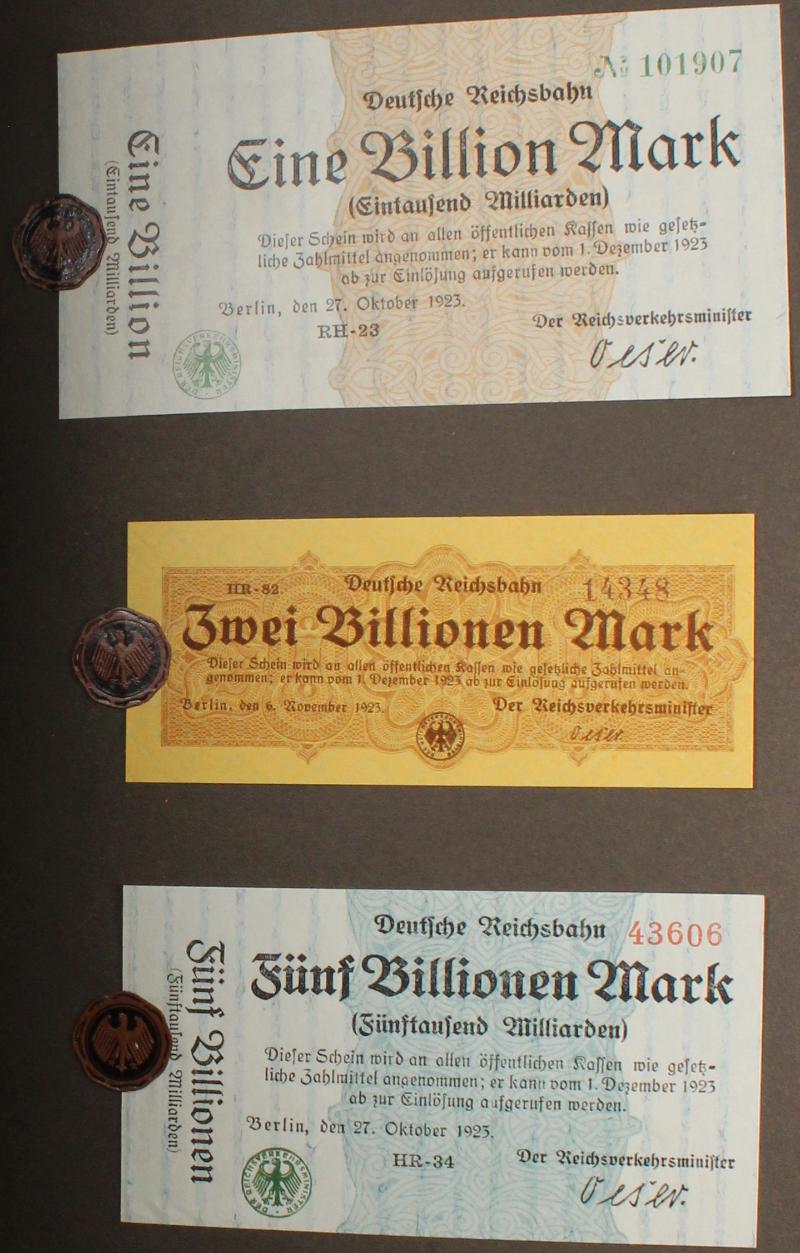 № 101907
Deutsche Reichsbahn
Eine Billion Mark
(Eintausend Milliarden)
Dieser Schein wird an allen öffentlichen Kassen wie gesetz-
liche Zahlmittel angenommen; er kann vom 1. Dezember 1923
ab zur Einlösung aufgerufen werden.
Berlin, den 27. Oktober 1923.
RH-23
Der Reichsverkehrsminister
Oeser.
Eine Billion
(Eintausend Milliarden)
REICHSVERKEHRSMINISTER
HR-82
Deutsche Reichsbahn
14348
Zwei Billionen Mark
Dieser Schein wird an allen öffentlichen Kassen wie gesetzliche Zahlmittel an-
genommen; er kann vom 1. Dezember 1923 ab zur Einlösung aufgerufen werden.
Berlin, den 6. November 1923.
Der Reichsverkehrsminister
Oeser
Deutsche Reichsbahn
43606
Fünf Billionen Mark
(Fünftausend Milliarden)
Dieser Schein wird an allen öffentlichen Kassen wie gesetz-
liche Zahlmittel angenommen; er kann vom 1. Dezember 1923
ab zur Einlösung aufgerufen werden.
Berlin, den 27. Oktober 1923.
HR-34
Der Reichsverkehrsminister
Oeser.
Fünf Billionen
(Fünftausend Milliarden)
REICHSVERKEHRSMINISTER